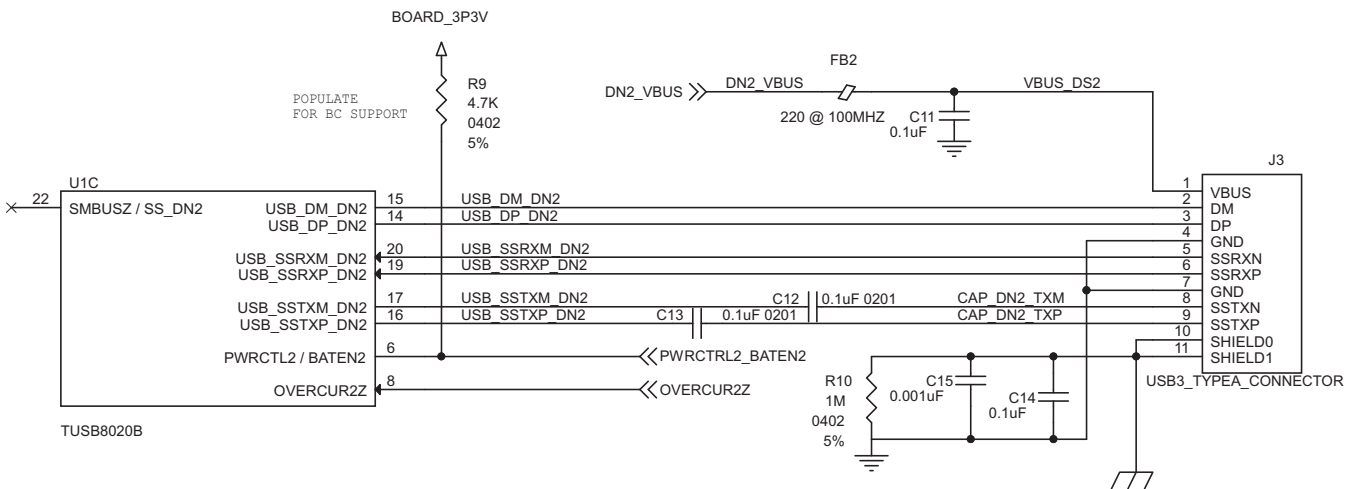 BOARD_3P3V
R9
4.7K
0402
5%
POPULATE
FOR BC SUPPORT
FB2
DN2_VBUS
DN2_VBUS
VBUS_DS2
220 @ 100MHZ
C11
0.1uF
J3
U1C
22
SMBUSZ / SS_DN2
USB_DM_DN2
15
USB_DM_DN2
USB_DP_DN2
14
USB_DP_DN2
USB_SSRXM_DN2
20
USB_SSRXM_DN2
USB_SSRXP_DN2
19
USB_SSRXP_DN2
USB_SSTXM_DN2
17
USB_SSTXM_DN2
C12
0.1uF 0201
CAP_DN2_TXM
USB_SSTXP_DN2
16
USB_SSTXP_DN2
C13
0.1uF 0201
CAP_DN2_TXP
PWRCTL2 / BATEN2
6
PWRCTRL2_BATEN2
OVERCUR2Z
8
OVERCUR2Z
TUSB8020B
1
VBUS
2
DM
3
DP
4
GND
5
SSRXN
6
SSRXP
7
GND
8
SSTXN
9
SSTXP
10
SHIELD0
11
SHIELD1
USB3_TYPEA_CONNECTOR
R10
1M
0402
5%
C15
0.001uF
C14
0.1uF